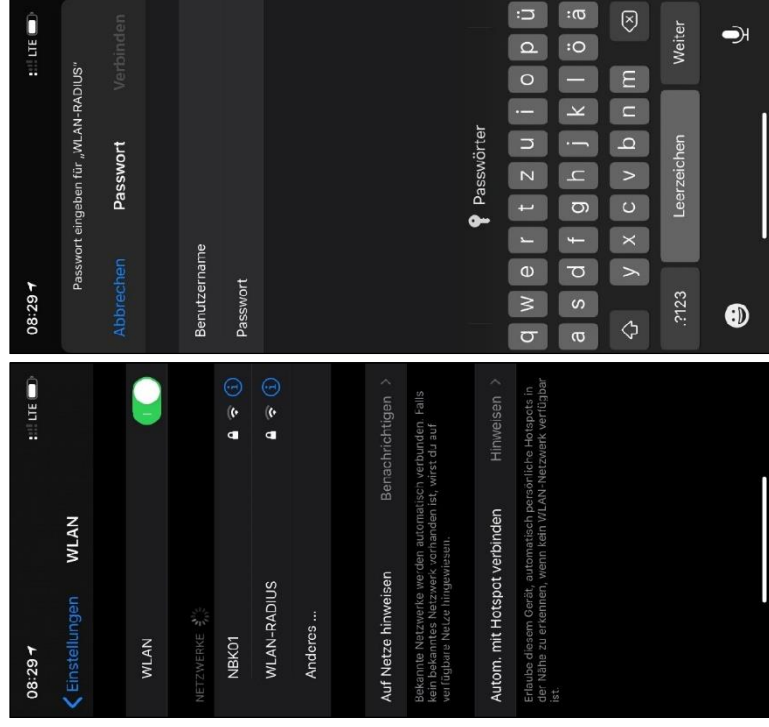 08:29
LTE
Einstellungen
WLAN
WLAN
NETZWERKE
NBK01
WLAN-RADIUS
Anderes ...
Auf Netze hinweisen
Benachrichtigen
Bekannte Netzwerke werden automatisch verbunden. Falls
kein bekanntes Netzwerk vorhanden ist, wirst du auf
verfügbare Netze hingewiesen.
Autom. mit Hotspot verbinden
Hinweisen
Erlaube diesem Gerät, automatisch persönliche Hotspots in
der Nähe zu erkennen, wenn kein WLAN-Netzwerk verfügbar
ist.
08:29
LTE
Passwort eingeben für „WLAN-RADIUS“
Abbrechen
Passwort
Verbinden
Benutzername
Passwort
Passwörter
q w e r t z u i o p ü
a s d f g h j k l ö ä
y x c v b n m
.?123
Leerzeichen
Weiter